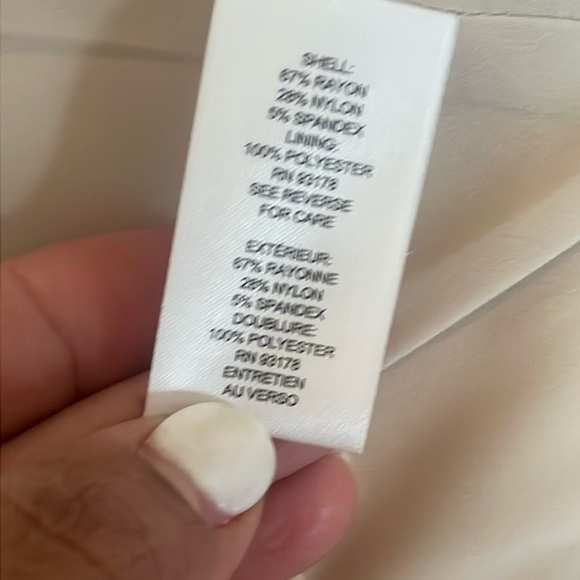 SHELL:
67% RAYON
28% NYLON
5% SPANDEX
LINING:
100% POLYESTER
RN 93178
SEE REVERSE
FOR CARE
EXTÉRIEUR:
67% RAYONNE
28% NYLON
5% SPANDEX
DOUBLURE:
100% POLYESTER
RN 93178
ENTRETIEN
AU VERSO